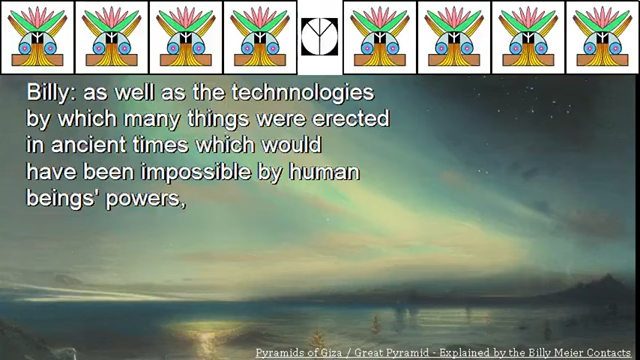 Billy: as well as the technnologies
by which many things were erected
in ancient times which would
have been impossible by human
beings' powers,
Pyramids of Giza / Great Pyramid - Explained by the Billy Meier Contacts